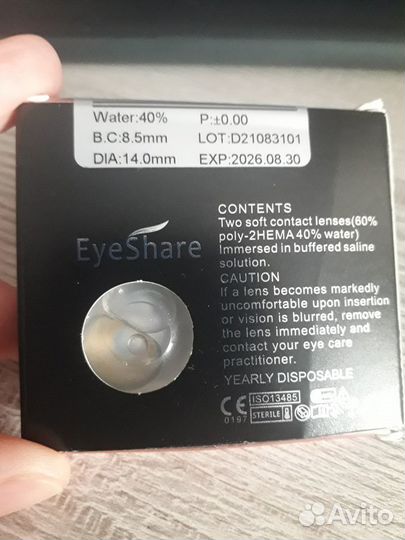 Water:40% P:±0.00
B.C:8.5mm LOT:D21083101
DIA:14.0mm EXP:2026.08.30
EyeShare
CONTENTS
Two soft contact lenses(60%
poly-2HEMA 40% water)
Immersed in buffered saline
solution.
CAUTION
If a lens becomes markedly
uncomfortable upon insertion
or vision is blurred, remove
the lens immediately and
contact your eye care
practitioner.
YEARLY DISPOSABLE
CE 0197 ISO13485
STERILE
Avito